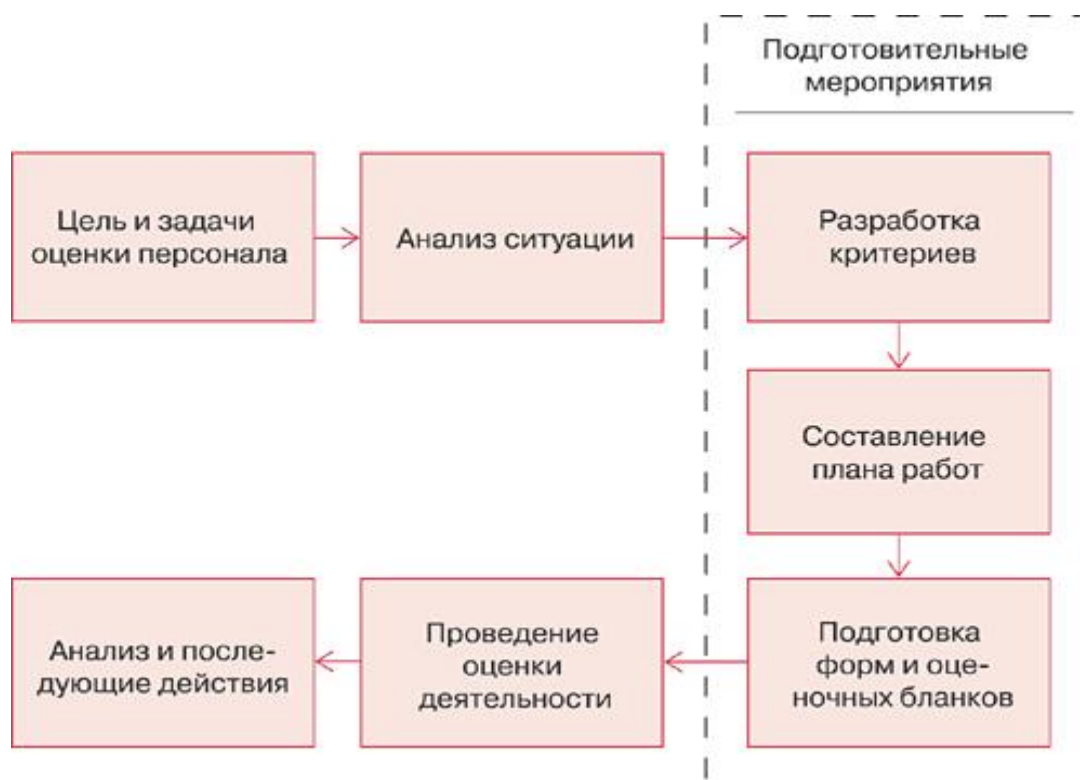 Подготовительные
мероприятия
Цель и задачи
оценки персонала
Анализ ситуации
Разработка
критериев
Составление
плана работ
Подготовка
форм и оце-
ночных бланков
Проведение
оценки
деятельности
Анализ и после-
дующие действия